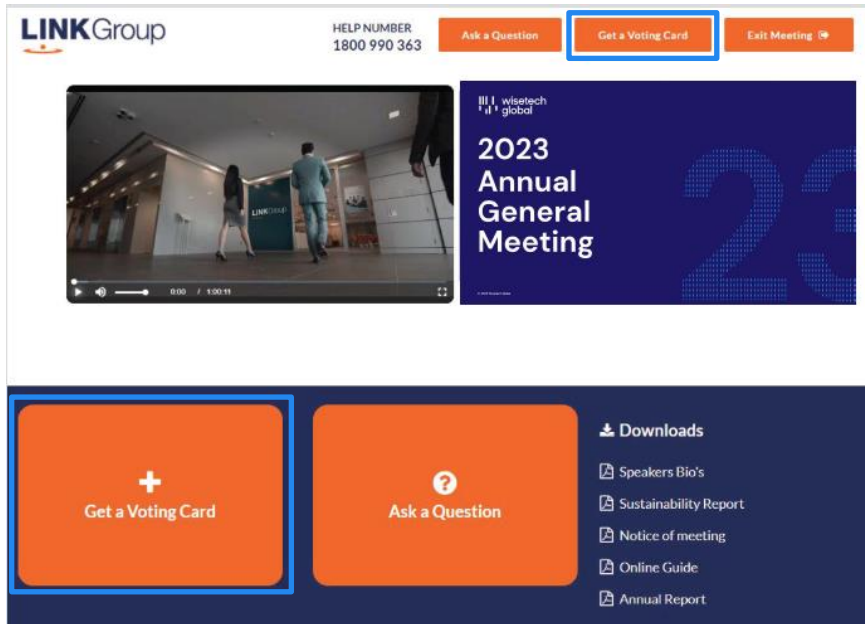 LINKGroup
HELP NUMBER
1800 990 363
Ask a Question
Get a Voting Card
Exit Meeting
LINKGroup
0:00 / 1:00:11
wisetech
global
2023
Annual
General
Meeting
23
Get a Voting Card
Ask a Question
Downloads
Speakers Bio's
Sustainability Report
Notice of meeting
Online Guide
Annual Report